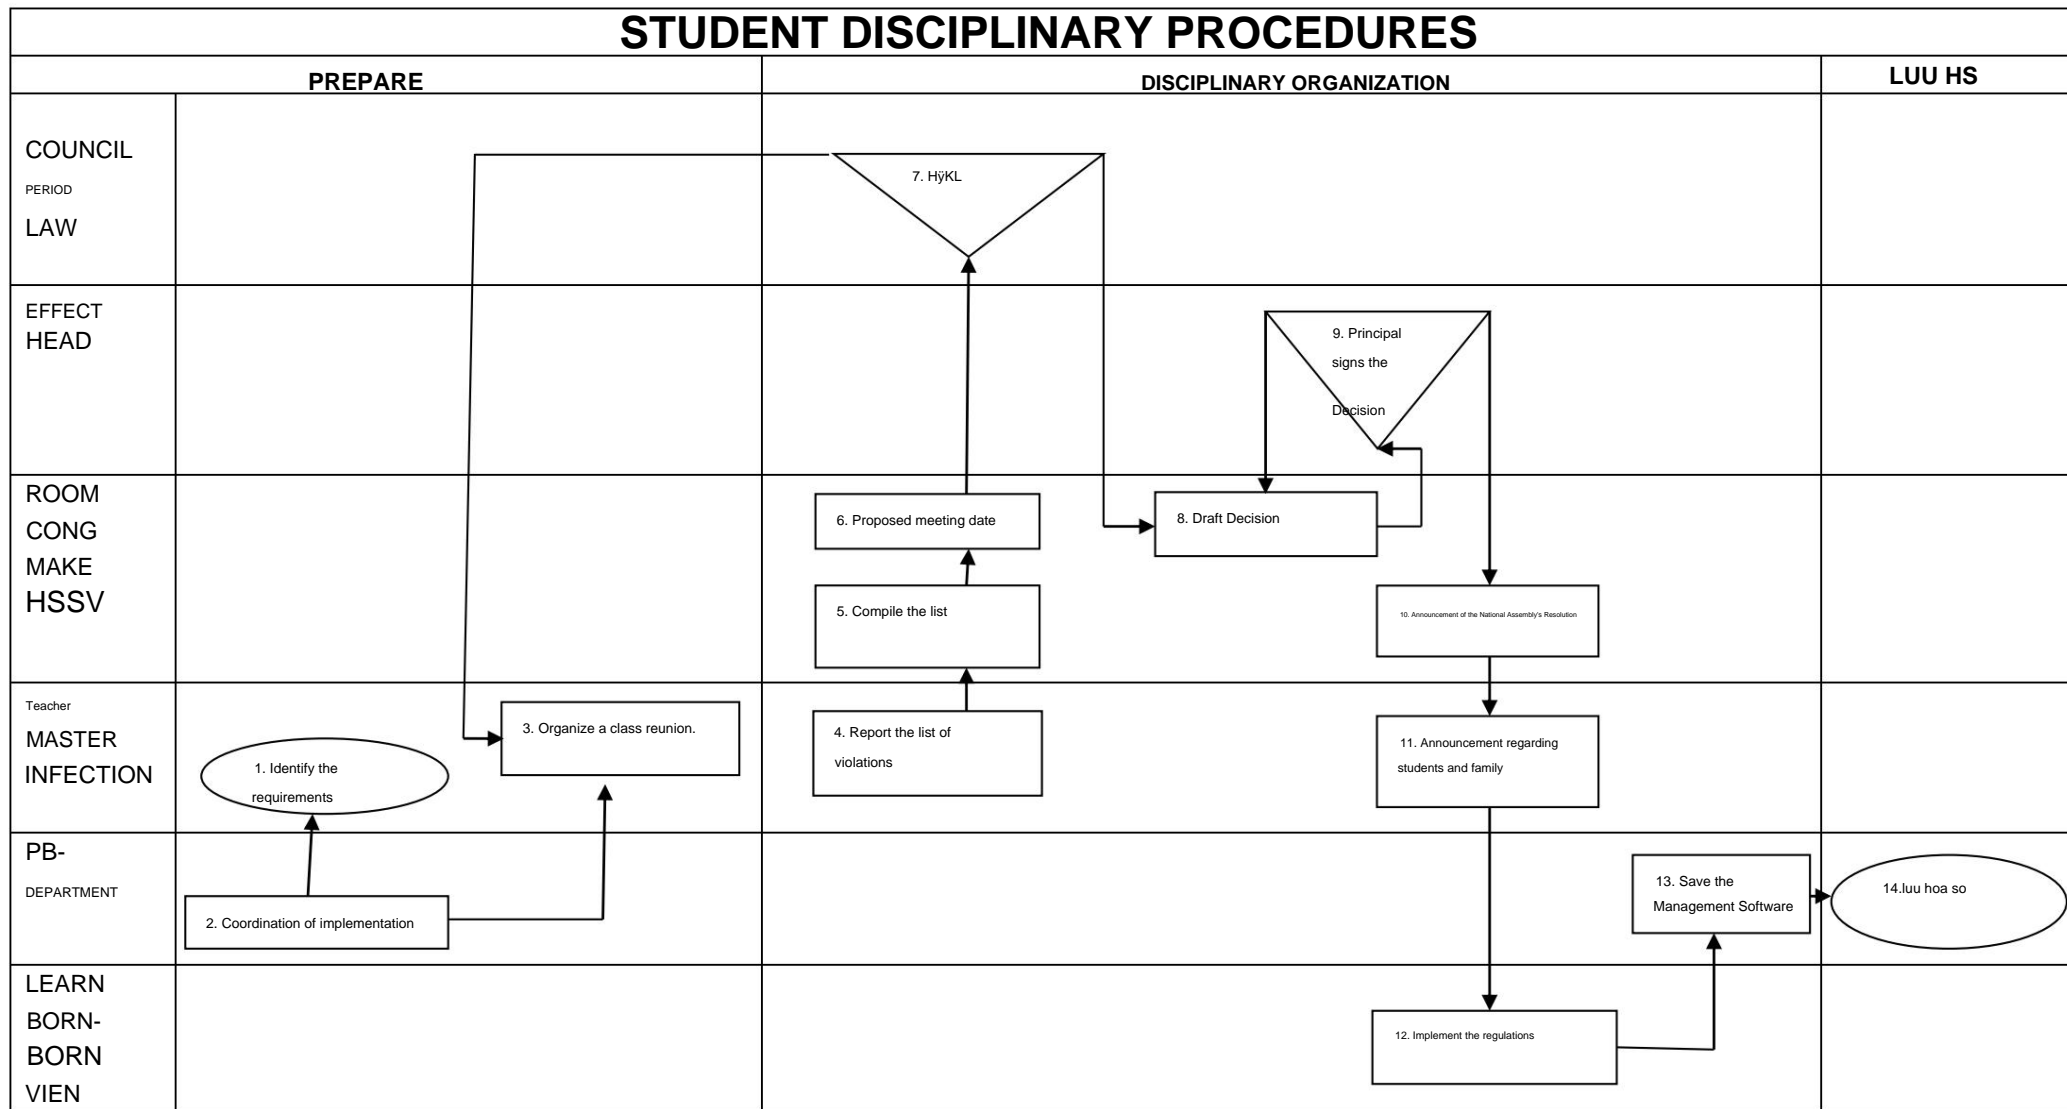 STUDENT DISCIPLINARY PROCEDURES
PREPARE
DISCIPLINARY ORGANIZATION
LUU HS
COUNCIL
PERIOD
LAW
7. HÿKL
EFFECT
HEAD
9. Principal
signs the
Decision
ROOM
CONG
MAKE
HSSV
6. Proposed meeting date
8. Draft Decision
5. Compile the list
10. Announcement of the National Assembly's Resolution
Teacher
MASTER
INFECTION
1. Identify the
requirements
3. Organize a class reunion.
4. Report the list of
violations
11. Announcement regarding
students and family
PB-
DEPARTMENT
2. Coordination of implementation
13. Save the
Management Software
14.luu hoa so
LEARN
BORN-
BORN
VIEN
12. Implement the regulations